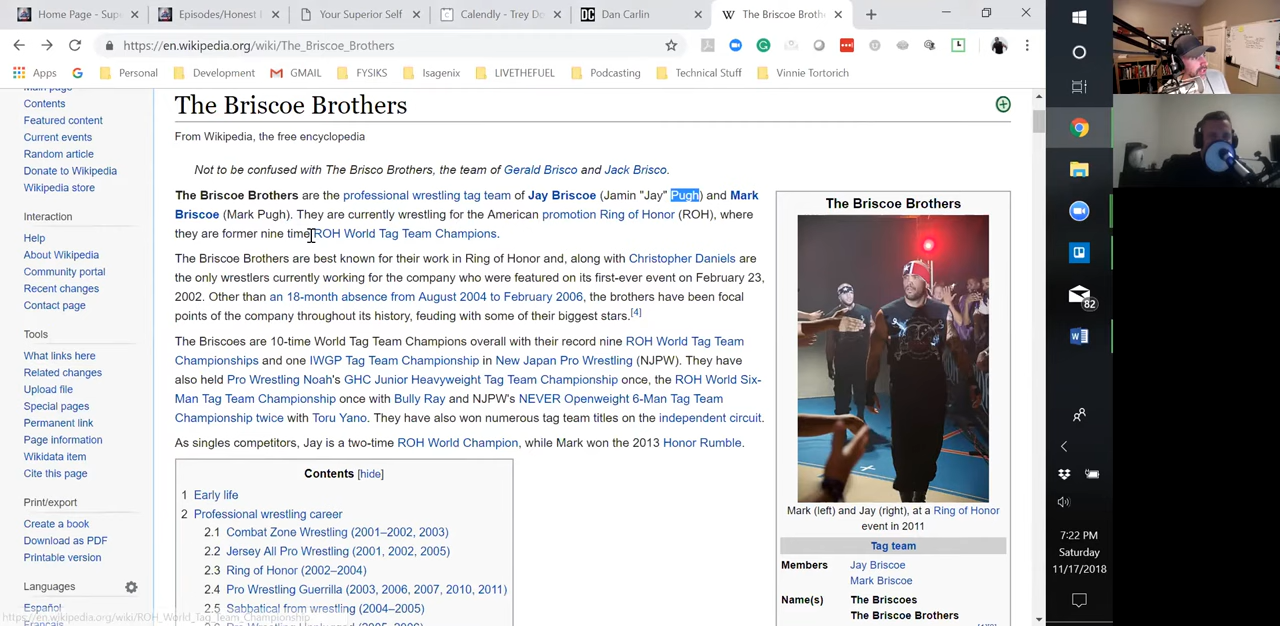 Home Page - Sup
Episodes/Honest
Your Superior Self
Calendly - Trey Do
DC
Dan Carlin
W
The Briscoe Broth
https://en.wikipedia.org/wiki/The_Briscoe_Brothers
Apps
Personal
Development
GMAIL
FYSIKS
Isagenix
LIVETHEFUEL
Podcasting
Technical Stuff
Vinnie Tortorich
Main page
Contents
Featured content
Current events
Random article
Donate to Wikipedia
Wikipedia store
Interaction
Help
About Wikipedia
Community portal
Recent changes
Contact page
Tools
What links here
Related changes
Upload file
Special pages
Permanent link
Page information
Wikidata item
Cite this page
Print/export
Create a book
Download as PDF
Printable version
Languages
Español
Français
https://en.wikipedia.org/wiki/ROH_World_Tag_Team_Championship
The Briscoe Brothers
From Wikipedia, the free encyclopedia
Not to be confused with The Brisco Brothers, the team of Gerald Brisco and Jack Brisco.
The Briscoe Brothers are the professional wrestling tag team of Jay Briscoe (Jamin "Jay" Pugh) and Mark
Briscoe (Mark Pugh). They are currently wrestling for the American promotion Ring of Honor (ROH), where
they are former nine time ROH World Tag Team Champions.
The Briscoe Brothers are best known for their work in Ring of Honor and, along with Christopher Daniels are
the only wrestlers currently working for the company who were featured on its first-ever event on February 23,
2002. Other than an 18-month absence from August 2004 to February 2006, the brothers have been focal
points of the company throughout its history, feuding with some of their biggest stars.[4]
The Briscoes are 10-time World Tag Team Champions overall with their record nine ROH World Tag Team
Championships and one IWGP Tag Team Championship in New Japan Pro Wrestling (NJPW). They have
also held Pro Wrestling Noah's GHC Junior Heavyweight Tag Team Championship once, the ROH World Six-
Man Tag Team Championship once with Bully Ray and NJPW's NEVER Openweight 6-Man Tag Team
Championship twice with Toru Yano. They have also won numerous tag team titles on the independent circuit.
As singles competitors, Jay is a two-time ROH World Champion, while Mark won the 2013 Honor Rumble.
Contents [hide]
1 Early life
2 Professional wrestling career
2.1 Combat Zone Wrestling (2001–2002, 2003)
2.2 Jersey All Pro Wrestling (2001, 2002, 2005)
2.3 Ring of Honor (2002–2004)
2.4 Pro Wrestling Guerrilla (2003, 2006, 2007, 2010, 2011)
2.5 Sabbatical from wrestling (2004–2005)
The Briscoe Brothers
Mark (left) and Jay (right), at a Ring of Honor
event in 2011
Tag team
Members
Jay Briscoe
Mark Briscoe
Name(s)
The Briscoes
The Briscoe Brothers
82
7:22 PM
Saturday
11/17/2018